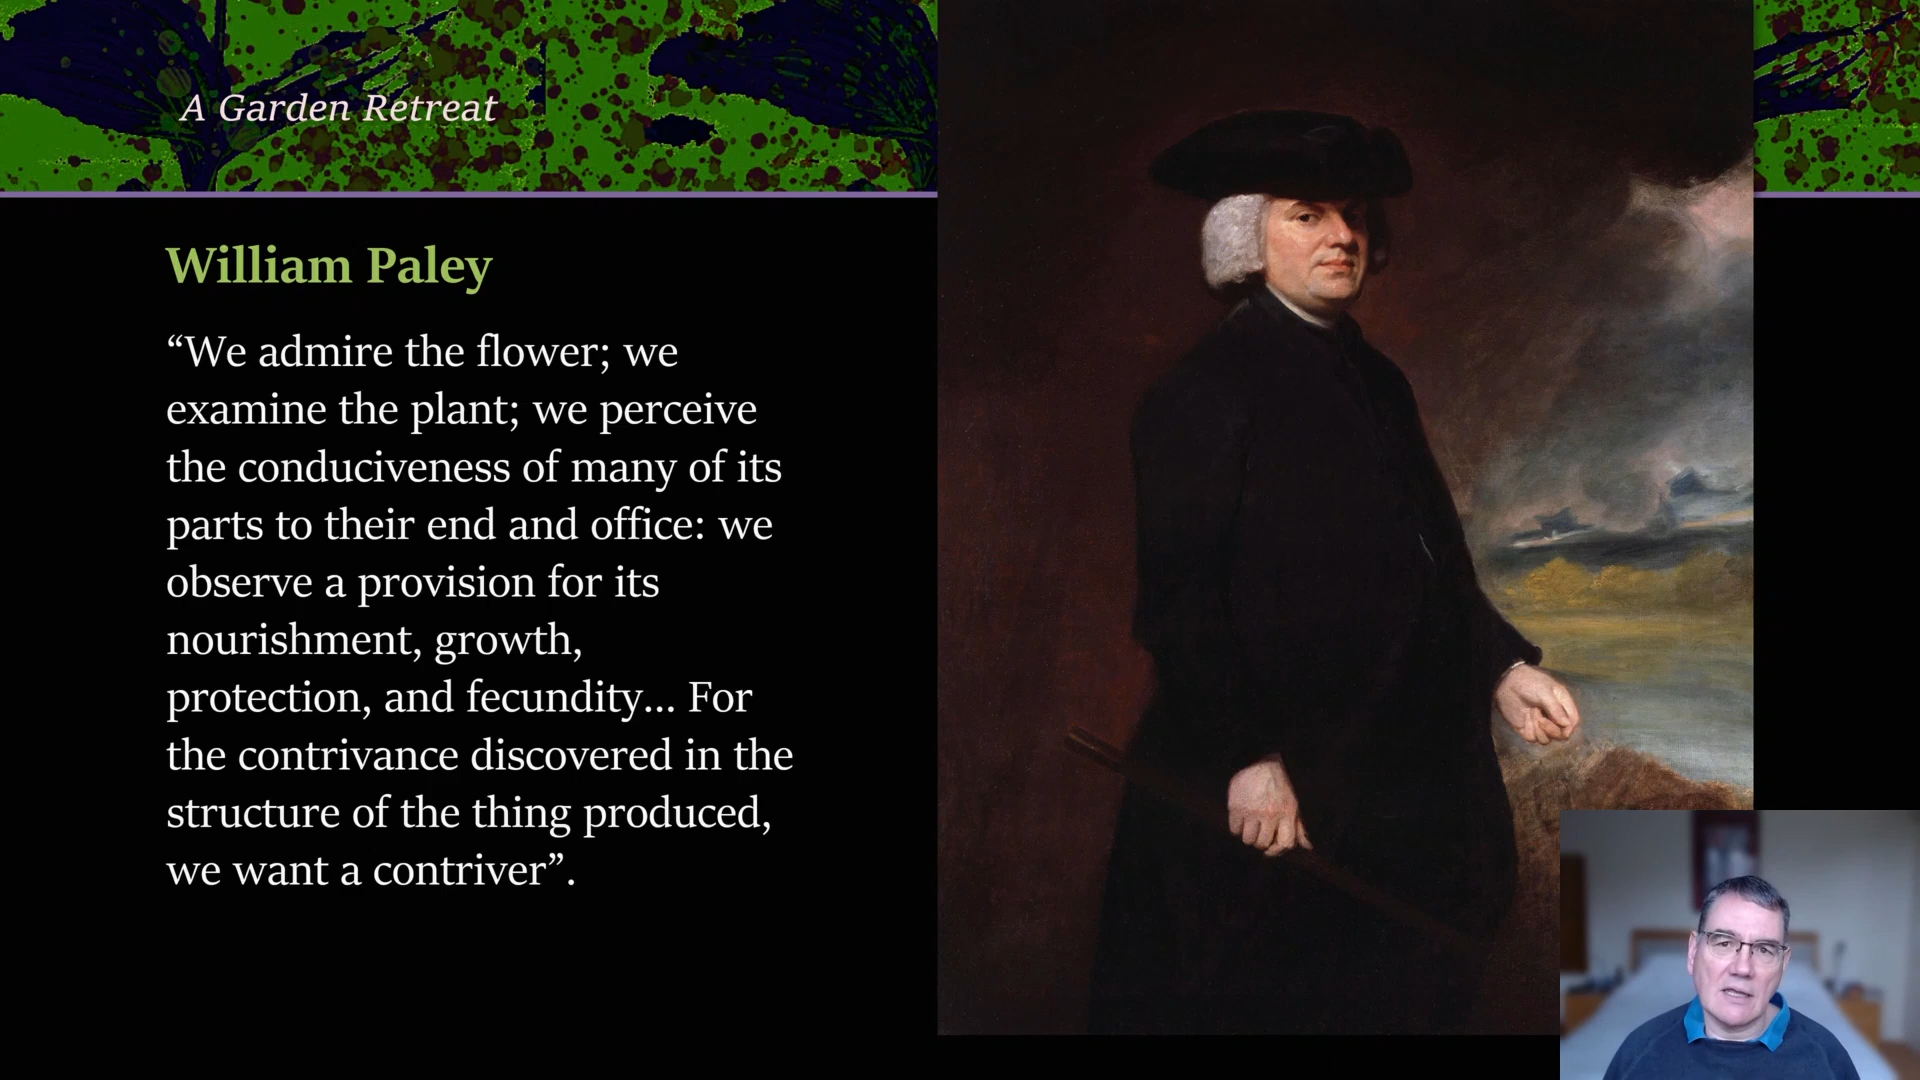 A Garden Retreat
William Paley
“We admire the flower; we
examine the plant; we perceive
the conduciveness of many of its
parts to their end and office: we
observe a provision for its
nourishment, growth,
protection, and fecundity... For
the contrivance discovered in the
structure of the thing produced,
we want a contriver”.